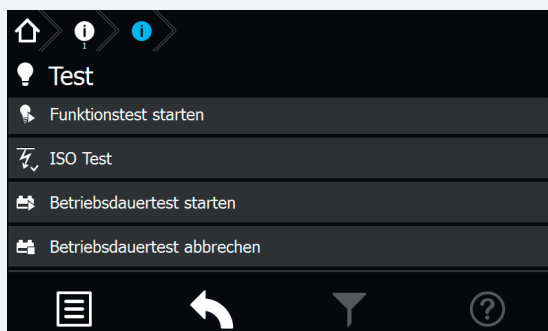 1
Test
Funktionstest starten
ISO Test
Betriebsdauertest starten
Betriebsdauertest abbrechen